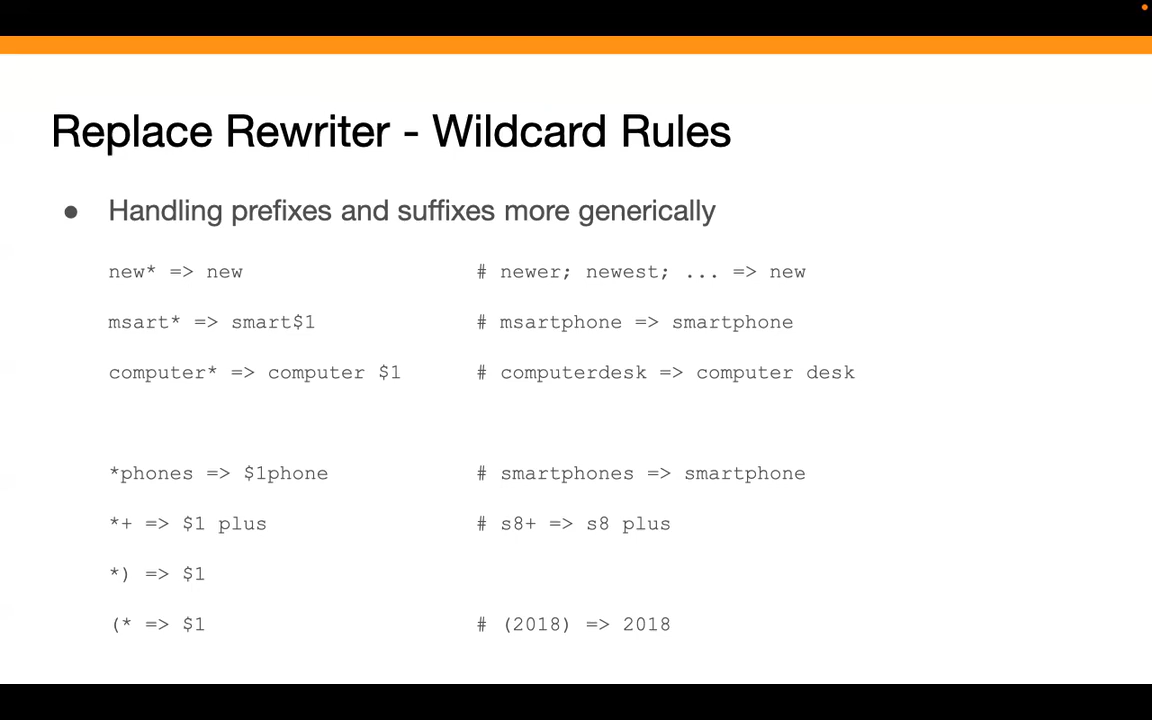 Replace Rewriter - Wildcard Rules
● Handling prefixes and suffixes more generically
new* => new # newer; newest; ... => new
msart* => smart$1 # msartphone => smartphone
computer* => computer $1 # computerdesk => computer desk
*phones => $1phone # smartphones => smartphone
*+ => $1 plus # s8+ => s8 plus
*) => $1
(* => $1 # (2018) => 2018